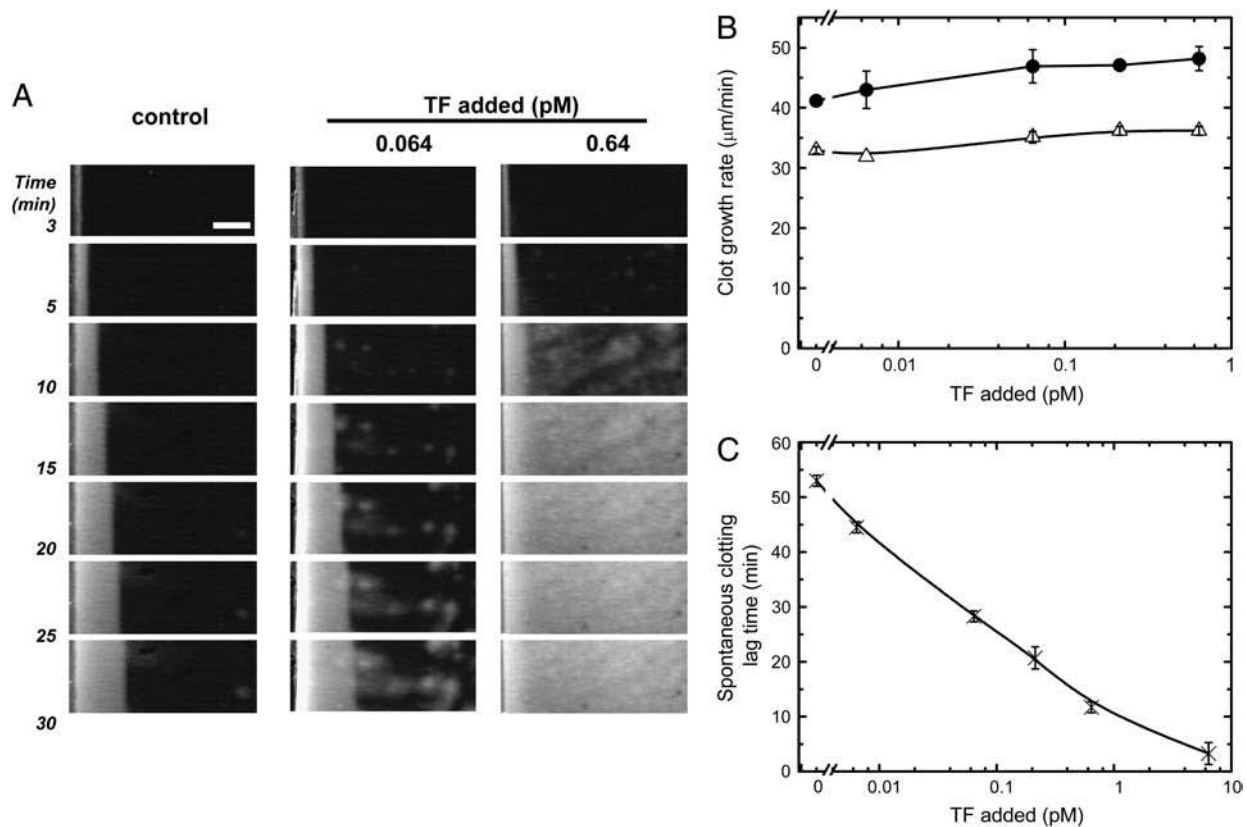 A
control
TF added (pM)
0.064
0.64
Time
(min)
3
5
10
15
20
25
30
B
Clot growth rate (μm/min)
50
40
30
20
10
0
0
0.01
0.1
1
TF added (pM)
C
Spontaneous clotting
lag time (min)
60
50
40
30
20
10
0
0
0.01
0.1
1
10
TF added (pM)